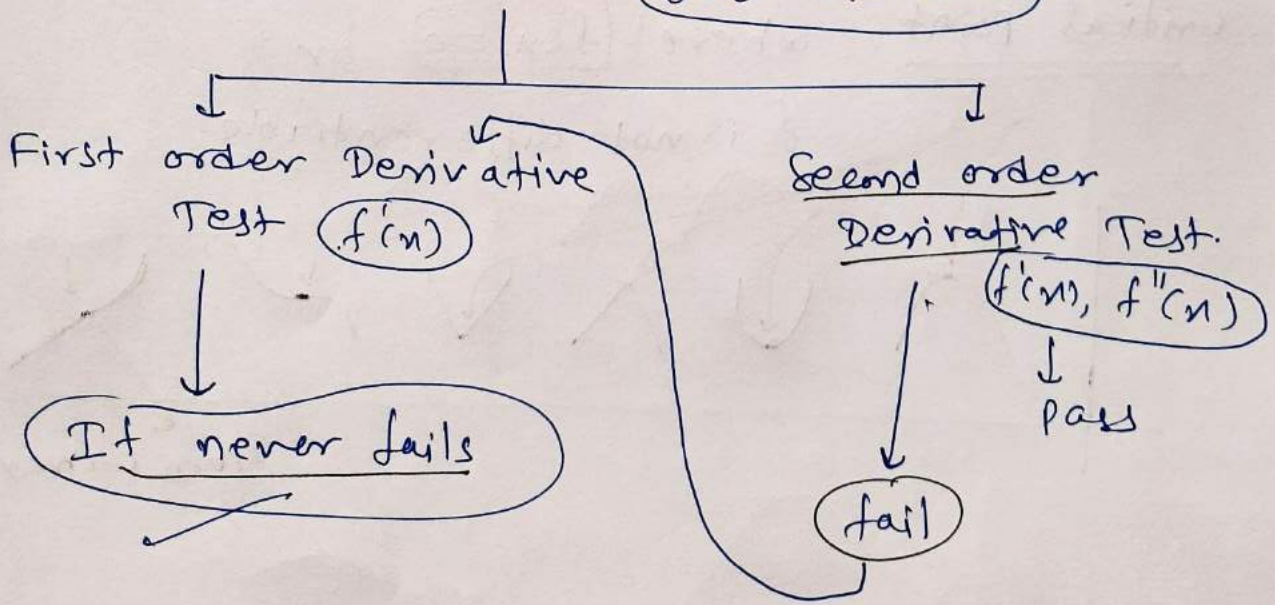 First order Derivative
Test f'(x)
Second order
Derivative Test.
f'(x), f"(x)
pass
It never fails
fail